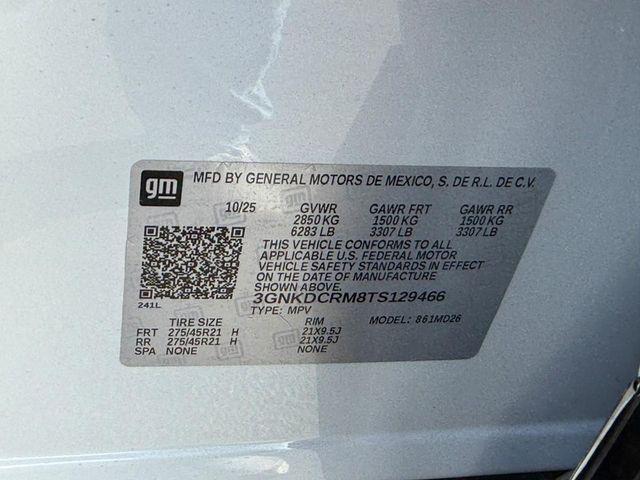 gm
MFD BY GENERAL MOTORS DE MEXICO, S. DE R.L. DE C.V.
10/25 GVWR GAWR FRT GAWR RR
2850 KG 1500 KG 1500 KG
6283 LB 3307 LB 3307 LB
THIS VEHICLE CONFORMS TO ALL
APPLICABLE U.S. FEDERAL MOTOR
VEHICLE SAFETY STANDARDS IN EFFECT
ON THE DATE OF MANUFACTURE
SHOWN ABOVE.
3GNKDCRM8TS129466
241L
TYPE: MPV MODEL: 861MD26
TIRE SIZE RIM
FRT 275/45R21 H 21X9.5J
RR 275/45R21 H 21X9.5J
SPA NONE NONE